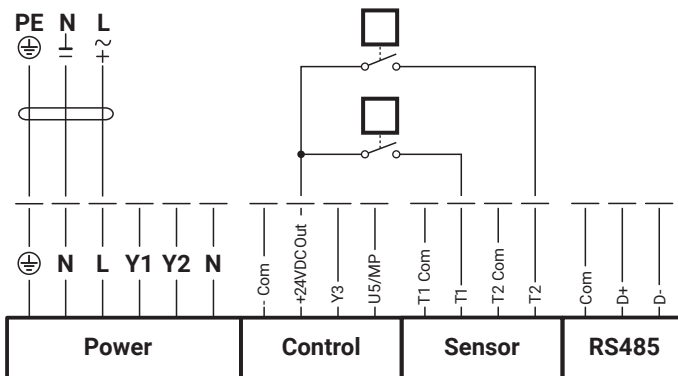 PE N L
N L Y1 Y2 N
- Com
+24VDC Out
Y3
U5/MP
T1 Com
T1
T2 Com
T2
Com
D+
D-
Power Control Sensor RS485